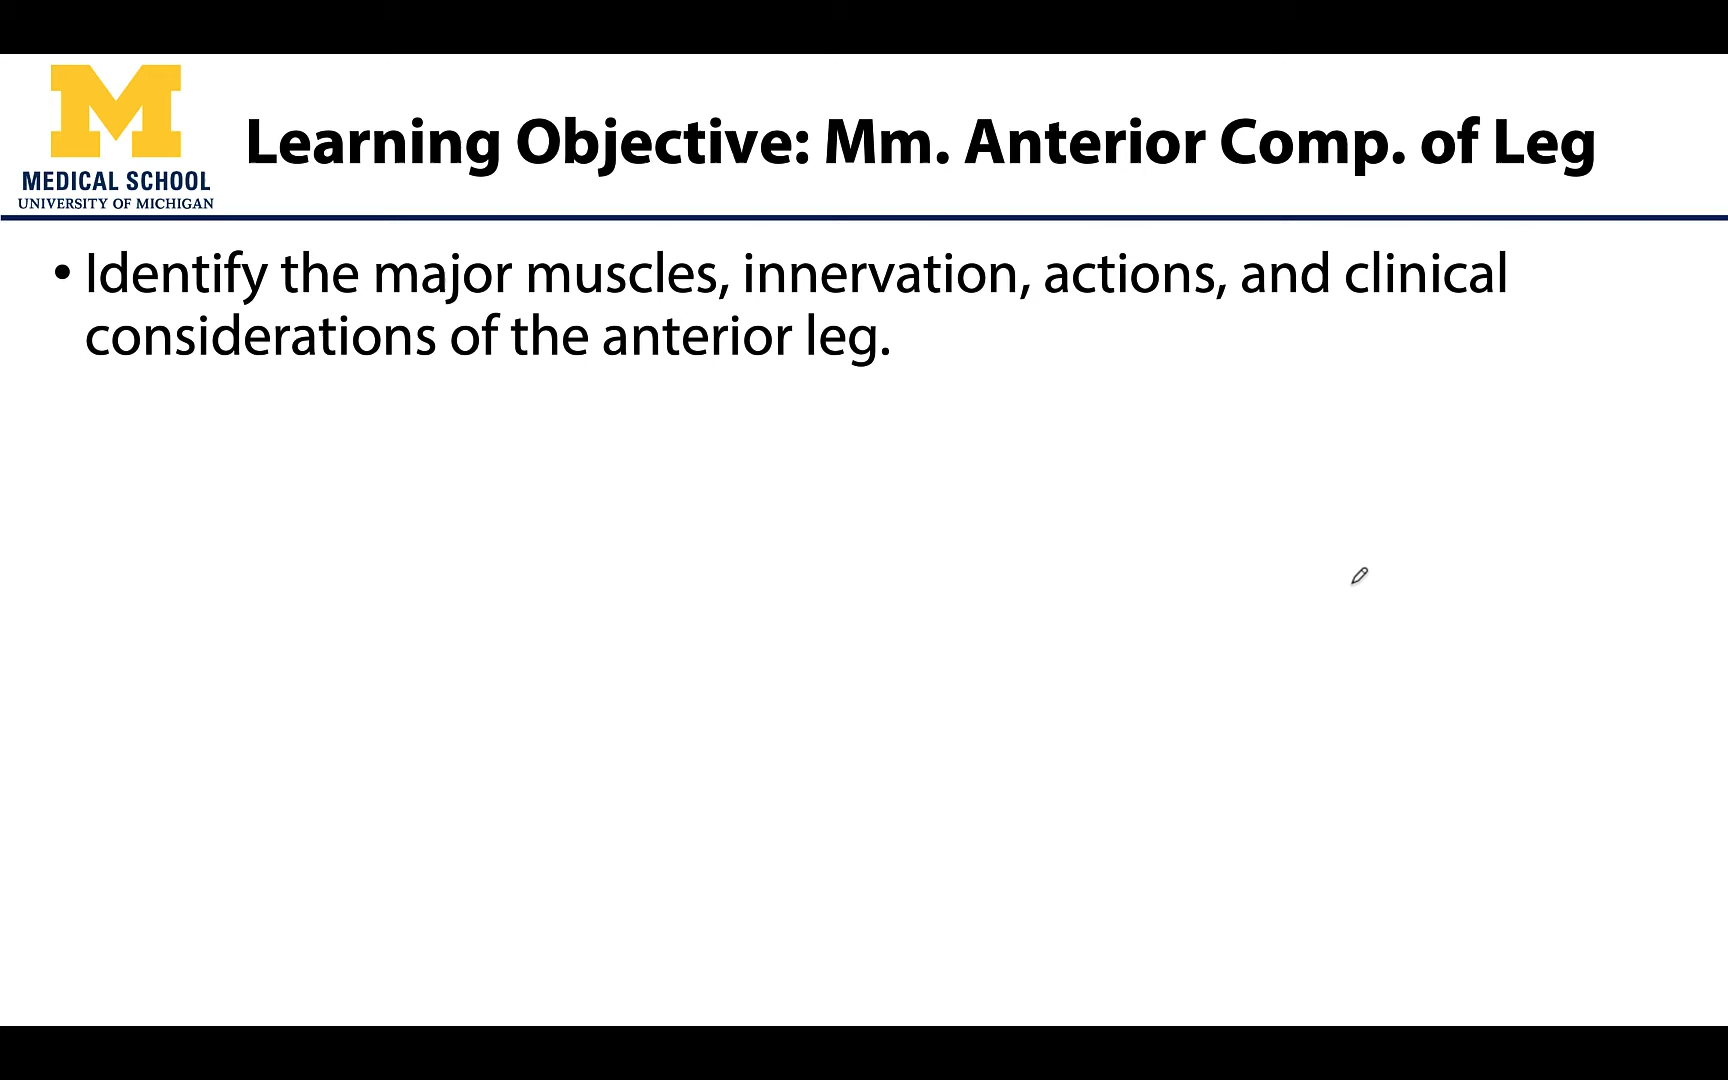 M
MEDICAL SCHOOL
UNIVERSITY OF MICHIGAN
Learning Objective: Mm. Anterior Comp. of Leg
• Identify the major muscles, innervation, actions, and clinical
considerations of the anterior leg.